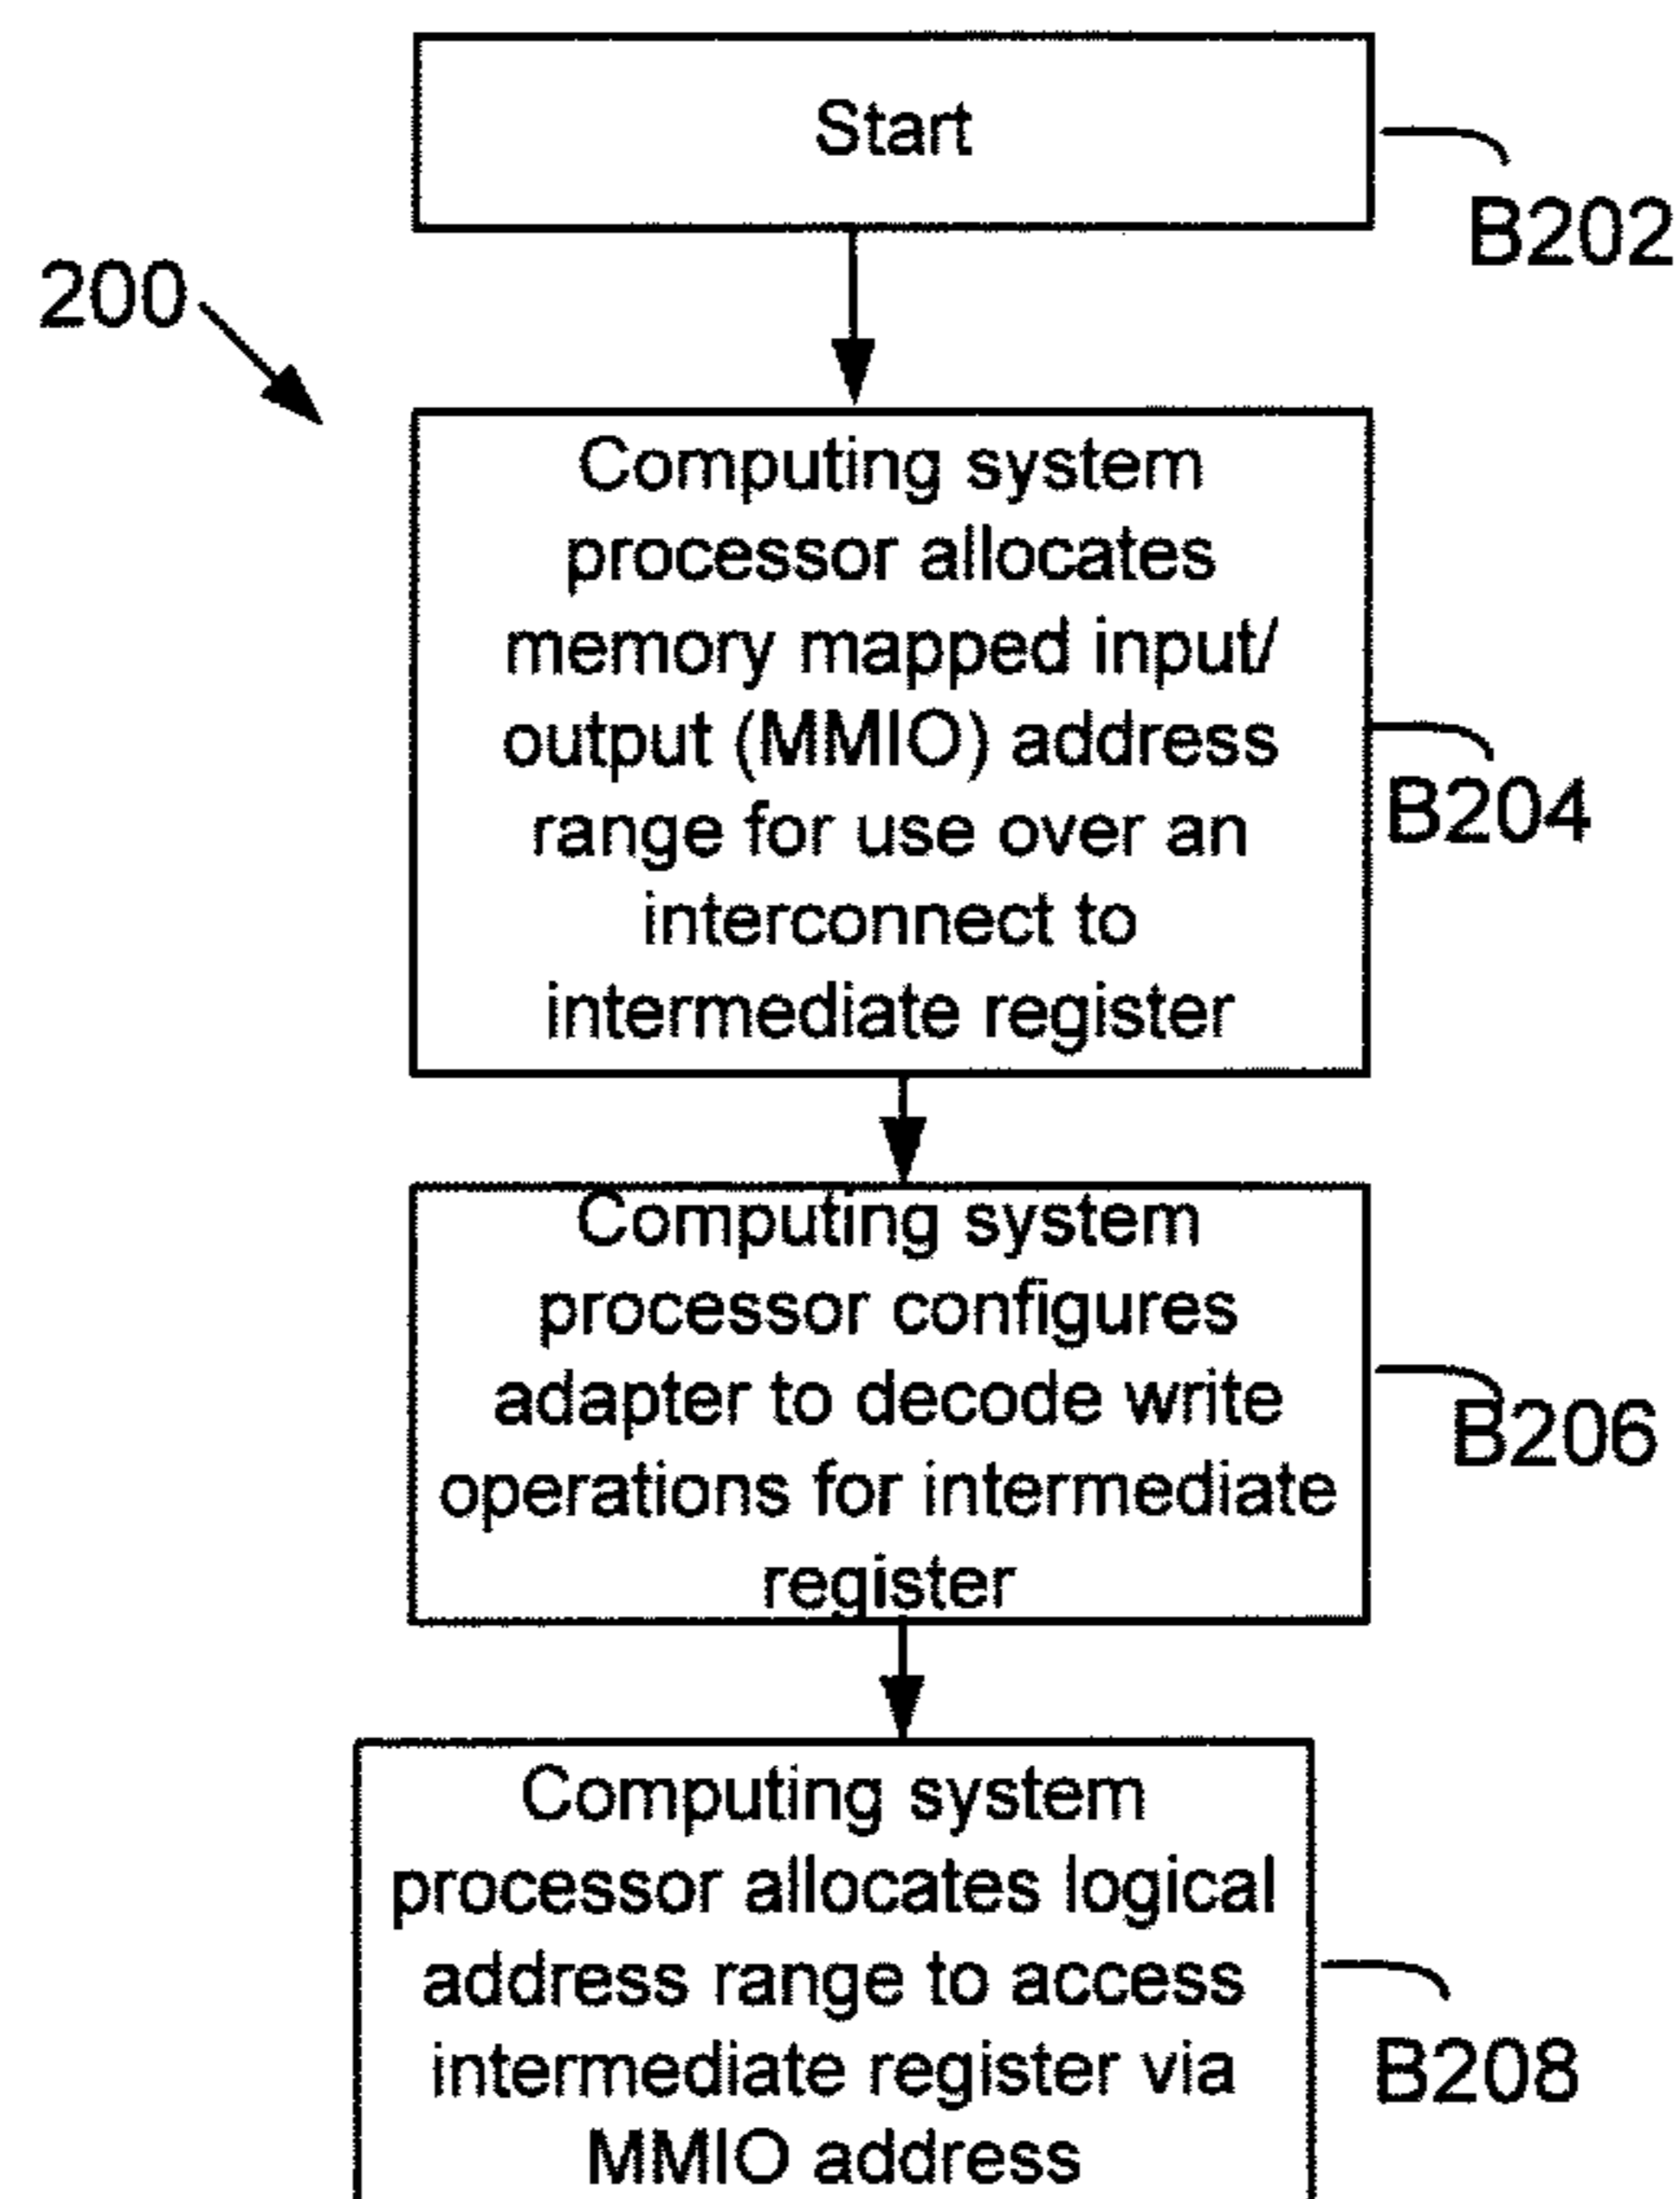 Start
B202
200
Computing system
processor allocates
memory mapped input/
output (MMIO) address
range for use over an
interconnect to
intermediate register
B204
Computing system
processor configures
adapter to decode write
operations for intermediate
register
B206
Computing system
processor allocates logical
address range to access
intermediate register via
MMIO address
B208